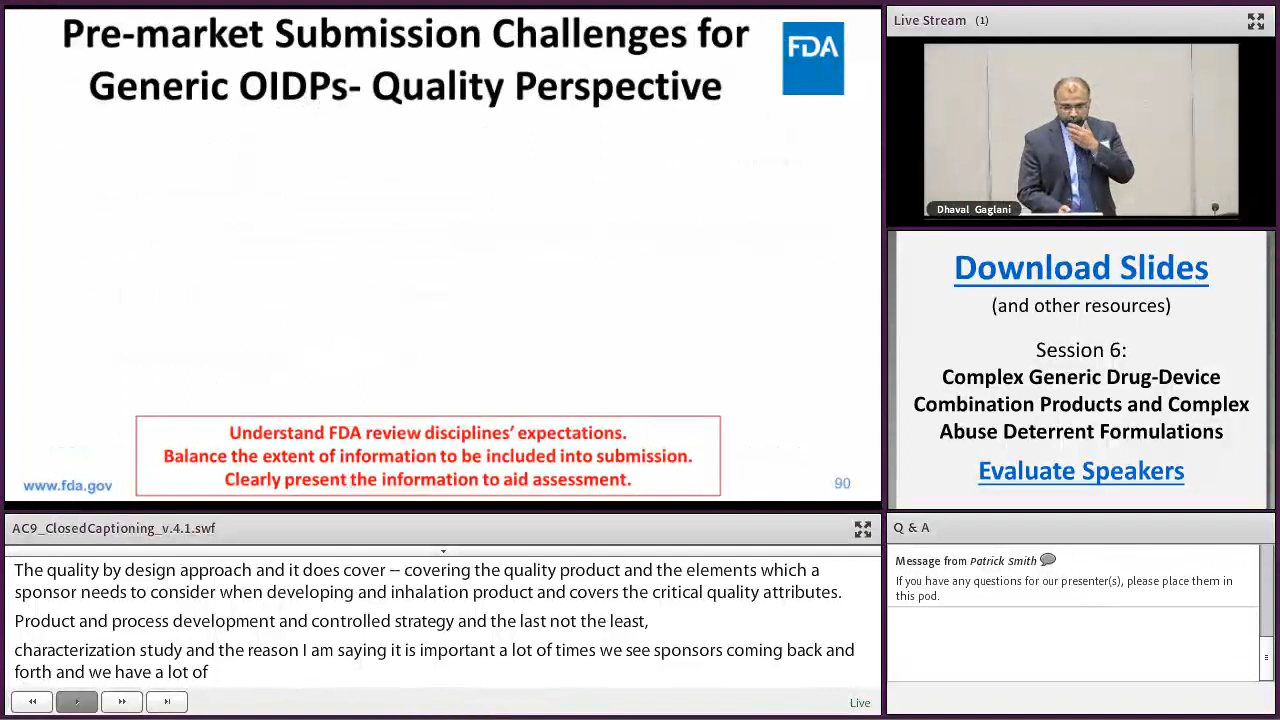 Pre-market Submission Challenges for
Generic OIDPs- Quality Perspective
FDA
Understand FDA review disciplines' expectations.
Balance the extent of information to be included into submission.
Clearly present the information to aid assessment.
www.fda.gov
90
Live Stream (1)
Dhaval Gaglani
Download Slides
(and other resources)
Session 6:
Complex Generic Drug-Device
Combination Products and Complex
Abuse Deterrent Formulations
Evaluate Speakers
AC9_ClosedCaptioning_v.4.1.swf
The quality by design approach and it does cover -- covering the quality product and the elements which a
sponsor needs to consider when developing and inhalation product and covers the critical quality attributes.
Product and process development and controlled strategy and the last not the least,
characterization study and the reason I am saying it is important a lot of times we see sponsors coming back and
forth and we have a lot of
Live
Q & A
Message from Patrick Smith
If you have any questions for our presenter(s), please place them in
this pod.